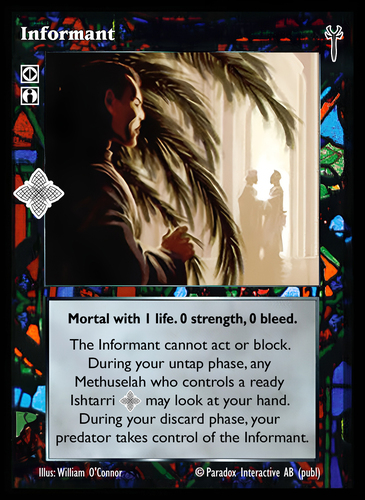 Informant
Mortal with 1 life. 0 strength, 0 bleed.
The Informant cannot act or block.
During your untap phase, any
Methuselah who controls a ready
Ishtarri may look at your hand.
During your discard phase, your
predator takes control of the Informant.
Illus: William O'Connor © Paradox Interactive AB (publ)